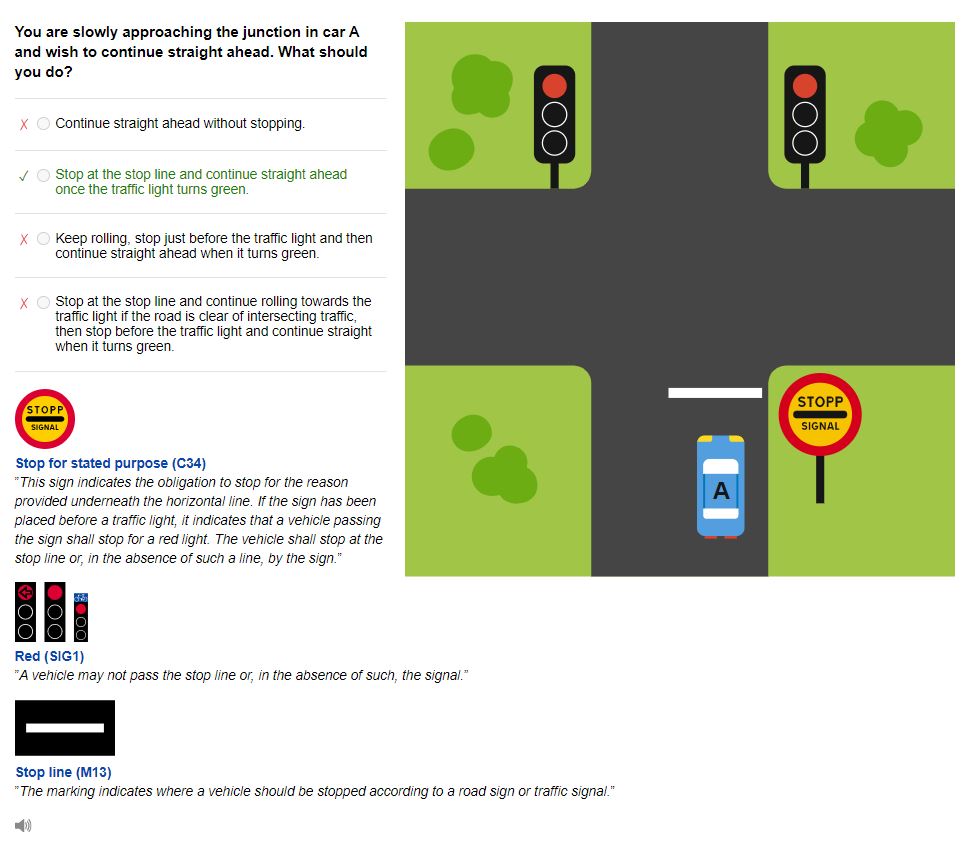 You are slowly approaching the junction in car A
and wish to continue straight ahead. What should
you do?
✗ Continue straight ahead without stopping.
✓ Stop at the stop line and continue straight ahead
once the traffic light turns green.
✗ Keep rolling, stop just before the traffic light and then
continue straight ahead when it turns green.
✗ Stop at the stop line and continue rolling towards the
traffic light if the road is clear of intersecting traffic,
then stop before the traffic light and continue straight
when it turns green.
STOPP
SIGNAL
Stop for stated purpose (C34)
”This sign indicates the obligation to stop for the reason
provided underneath the horizontal line. If the sign has been
placed before a traffic light, it indicates that a vehicle passing
the sign shall stop for a red light. The vehicle shall stop at the
stop line or, in the absence of such a line, by the sign.”
Red (SIG1)
”A vehicle may not pass the stop line or, in the absence of such, the signal.”
Stop line (M13)
”The marking indicates where a vehicle should be stopped according to a road sign or traffic signal.”
STOPP
SIGNAL
A